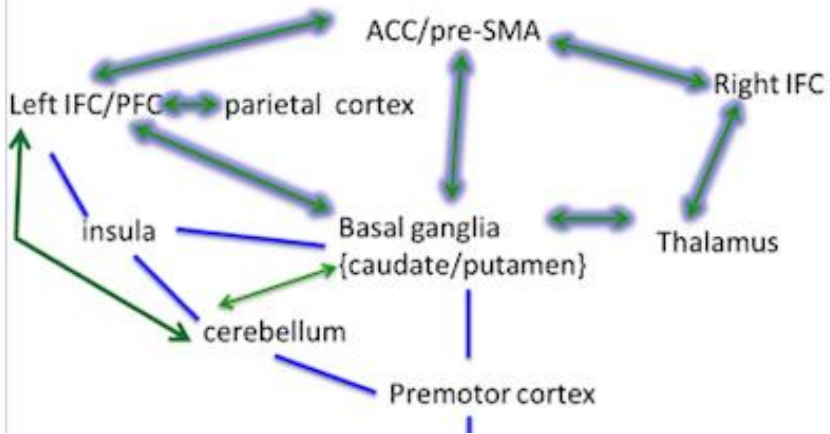 ACC/pre-SMA
Right IFC
Left IFC/PFC
parietal cortex
insula
Basal ganglia
{caudate/putamen}
Thalamus
cerebellum
Premotor cortex